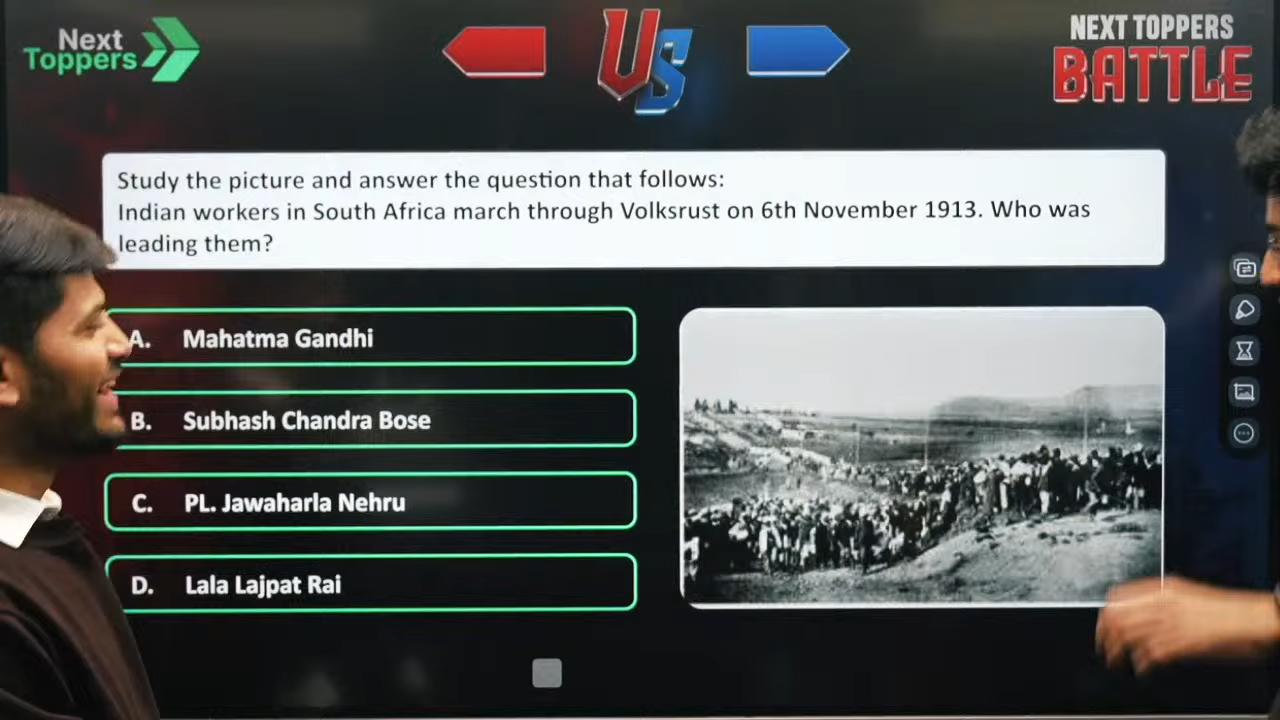 Next
Toppers
US
NEXT TOPPERS
BATTLE
Study the picture and answer the question that follows:
Indian workers in South Africa march through Volksrust on 6th November 1913. Who was
leading them?
A. Mahatma Gandhi
B. Subhash Chandra Bose
C. PL. Jawaharla Nehru
D. Lala Lajpat Rai